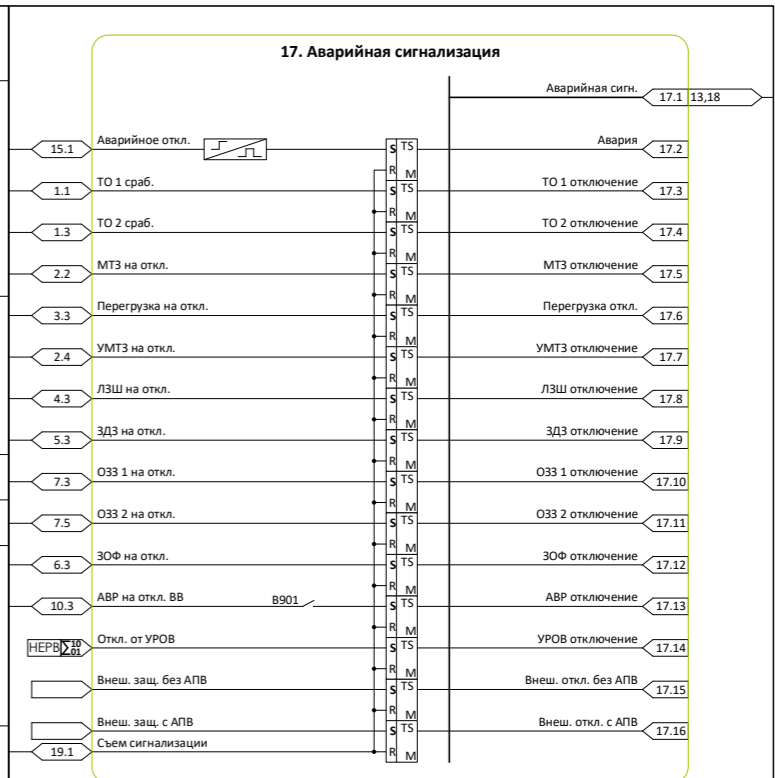 17. Аварийная сигнализация
Аварийная сигн. 17.1 13,18
15.1 Аварийное откл. S TS Авария 17.2
R M
1.1 ТО 1 сраб. S TS ТО 1 отключение 17.3
R M
1.3 ТО 2 сраб. S TS ТО 2 отключение 17.4
R M
2.2 МТЗ на откл. S TS МТЗ отключение 17.5
R M
3.3 Перегрузка на откл. S TS Перегрузка откл. 17.6
R M
2.4 УМТЗ на откл. S TS УМТЗ отключение 17.7
R M
4.3 ЛЗШ на откл. S TS ЛЗШ отключение 17.8
R M
5.3 ЗДЗ на откл. S TS ЗДЗ отключение 17.9
R M
7.3 ОЗЗ 1 на откл. S TS ОЗЗ 1 отключение 17.10
R M
7.5 ОЗЗ 2 на откл. S TS ОЗЗ 2 отключение 17.11
R M
6.3 ЗОФ на откл. S TS ЗОФ отключение 17.12
R M
10.3 АВР на откл. ВВ B901 S TS АВР отключение 17.13
R M
НЕРВ Σ 10 01 Откл. от УРОВ S TS УРОВ отключение 17.14
R M
Внеш. защ. без АПВ S TS Внеш. откл. без АПВ 17.15
R M
Внеш. защ. с АПВ S TS Внеш. откл. с АПВ 17.16
19.1 Съем сигнализации R M